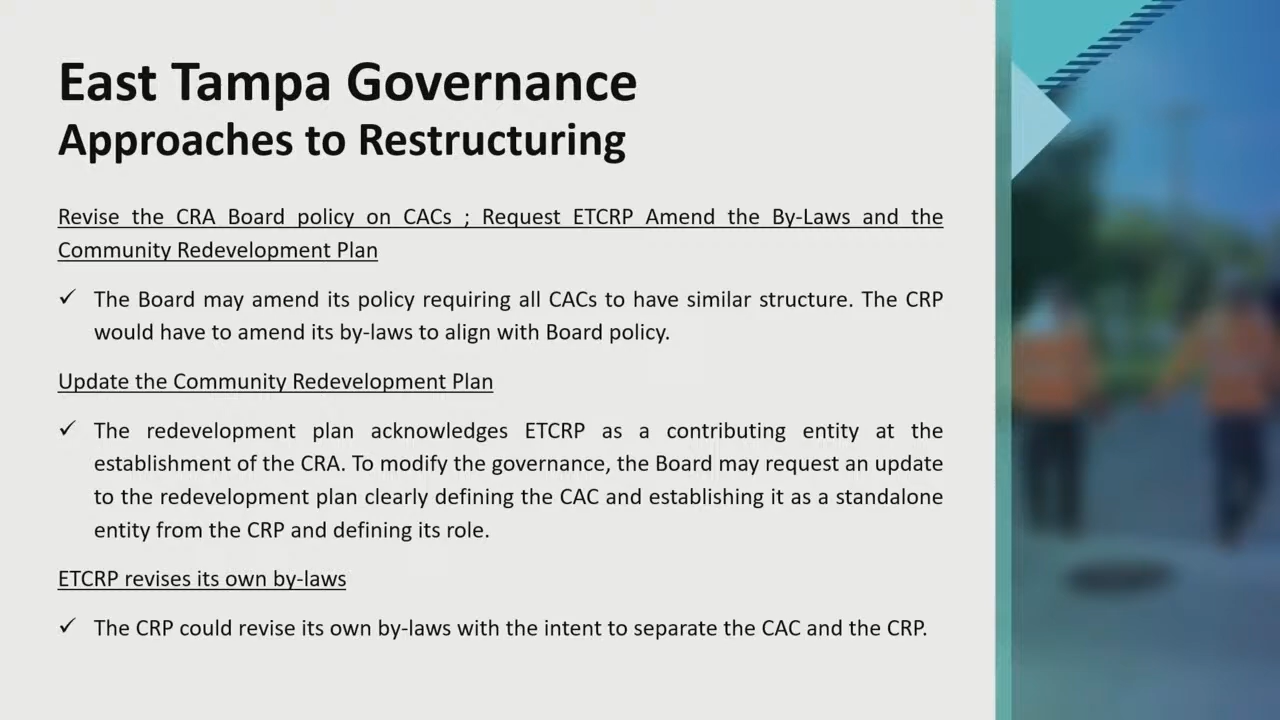 East Tampa Governance
Approaches to Restructuring
Revise the CRA Board policy on CACs ; Request ETCRP Amend the By-Laws and the
Community Redevelopment Plan
✓ The Board may amend its policy requiring all CACs to have similar structure. The CRP
would have to amend its by-laws to align with Board policy.
Update the Community Redevelopment Plan
✓ The redevelopment plan acknowledges ETCRP as a contributing entity at the
establishment of the CRA. To modify the governance, the Board may request an update
to the redevelopment plan clearly defining the CAC and establishing it as a standalone
entity from the CRP and defining its role.
ETCRP revises its own by-laws
✓ The CRP could revise its own by-laws with the intent to separate the CAC and the CRP.